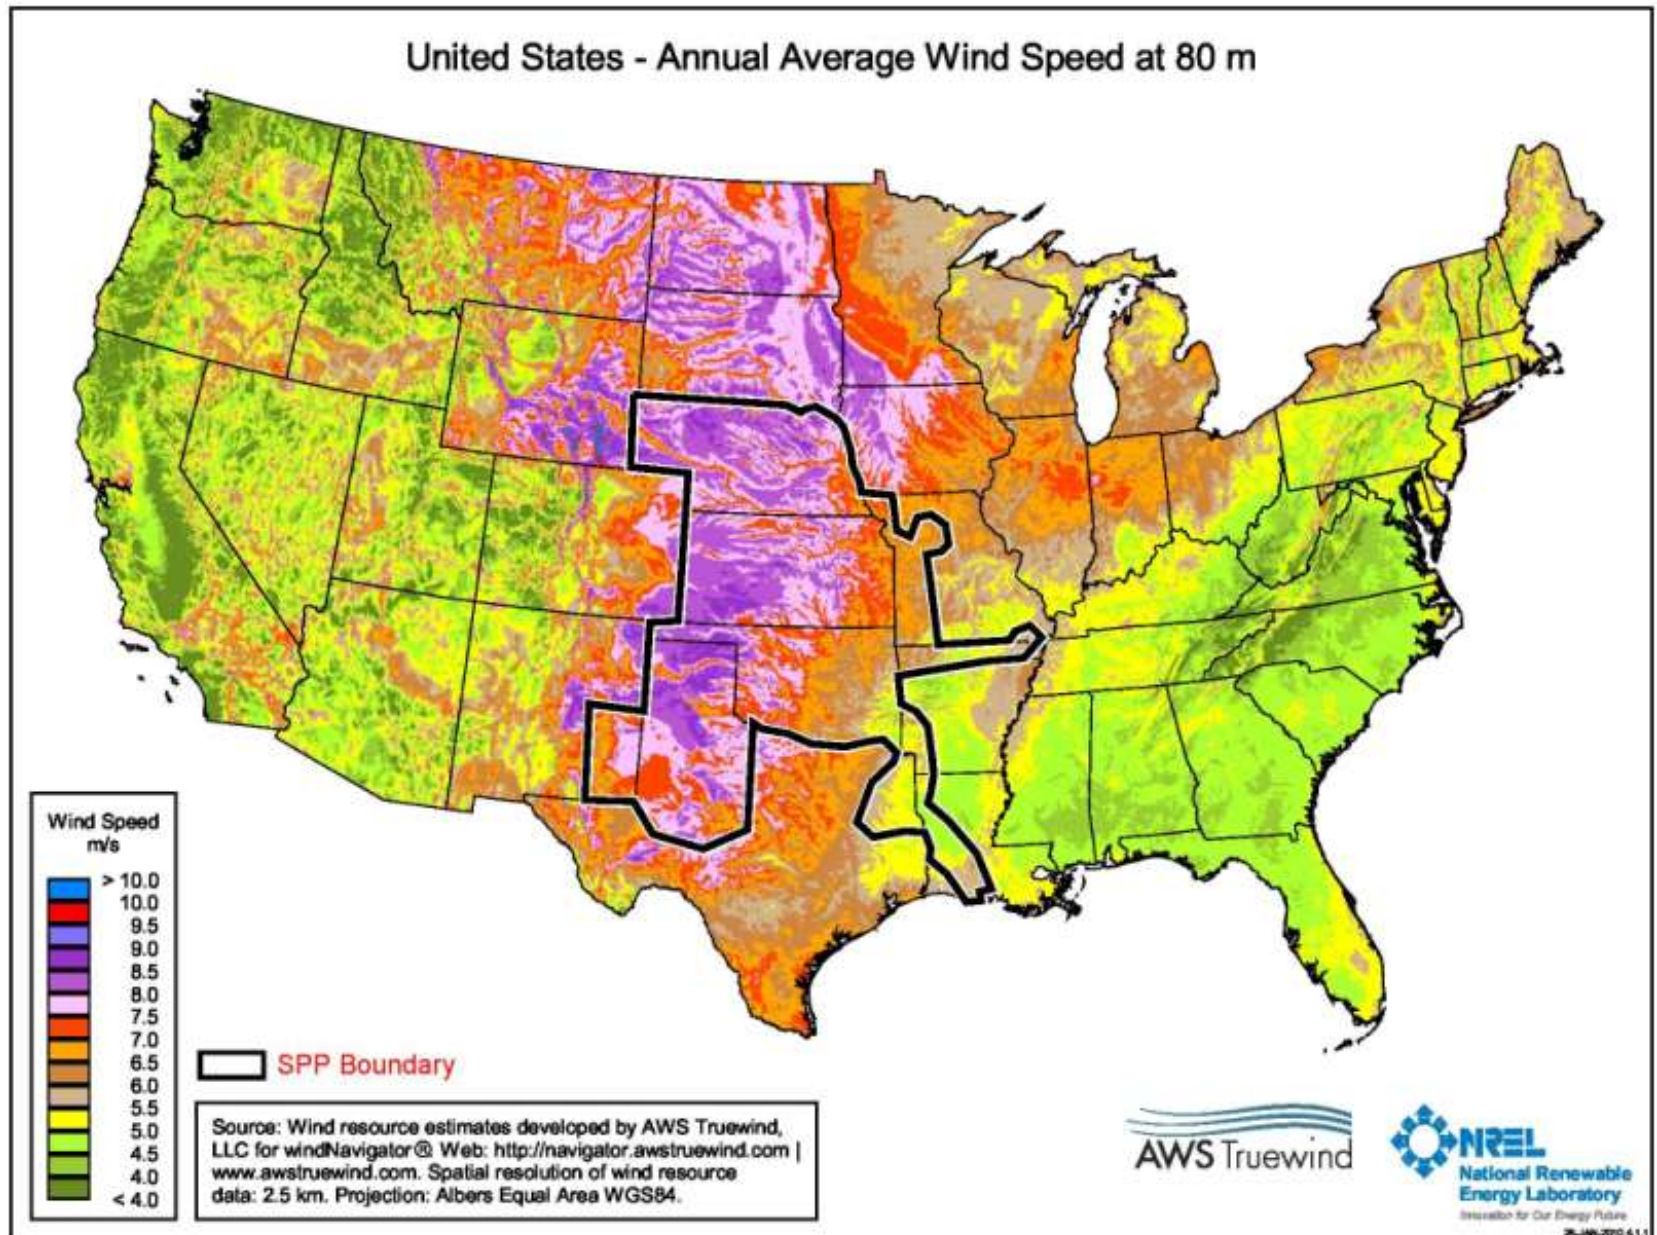 United States - Annual Average Wind Speed at 80 m
Wind Speed
m/s
> 10.0
10.0
9.5
9.0
8.5
8.0
7.5
7.0
6.5
6.0
5.5
5.0
4.5
4.0
< 4.0
SPP Boundary
Source: Wind resource estimates developed by AWS Truewind,
LLC for windNavigator®. Web: http://navigator.awstruewind.com |
www.awstruewind.com. Spatial resolution of wind resource
data: 2.5 km. Projection: Albers Equal Area WGS84.
AWS Truewind
NREL
National Renewable
Energy Laboratory
Innovation for Our Energy Future